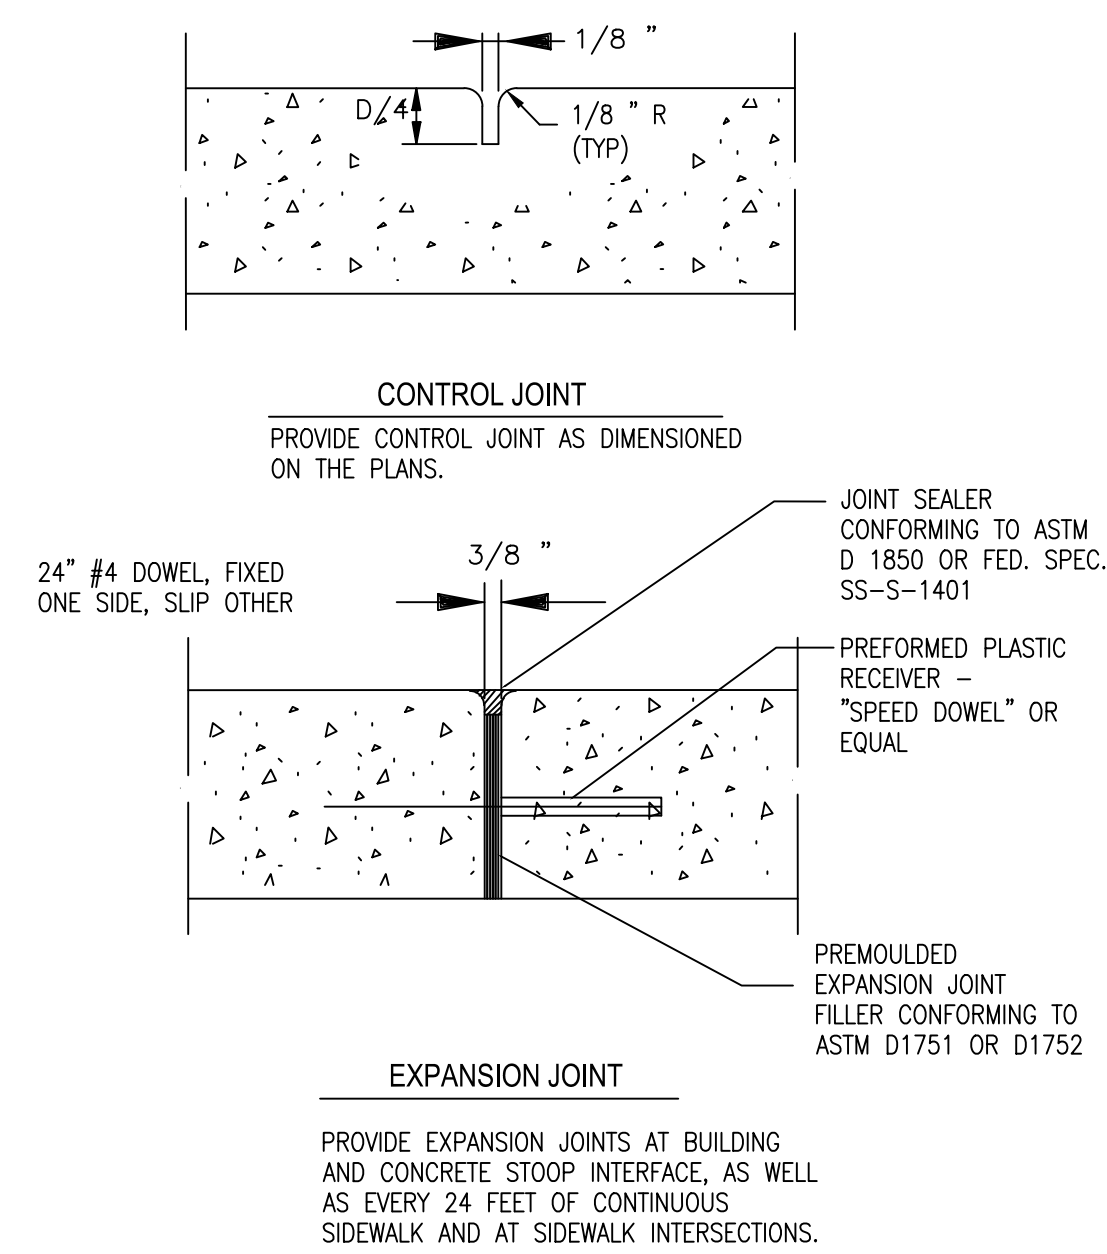 1/8 "
D/4
1/8 " R
(TYP)
CONTROL JOINT
PROVIDE CONTROL JOINT AS DIMENSIONED
ON THE PLANS.
JOINT SEALER
CONFORMING TO ASTM
D 1850 OR FED. SPEC.
SS-S-1401
3/8 "
24" #4 DOWEL, FIXED
ONE SIDE, SLIP OTHER
PREFORMED PLASTIC
RECEIVER –
"SPEED DOWEL" OR
EQUAL
PREMOULDED
EXPANSION JOINT
FILLER CONFORMING TO
ASTM D1751 OR D1752
EXPANSION JOINT
PROVIDE EXPANSION JOINTS AT BUILDING
AND CONCRETE STOOP INTERFACE, AS WELL
AS EVERY 24 FEET OF CONTINUOUS
SIDEWALK AND AT SIDEWALK INTERSECTIONS.